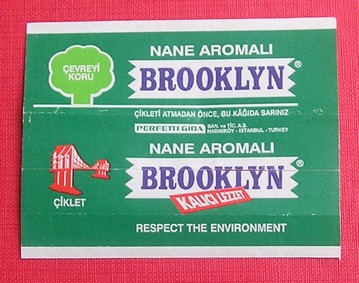 ÇEVREYİ
KORU
NANE AROMALI
BROOKLYN®
ÇİKLETİ ATMADAN ÖNCE, BU KAĞIDA SARINIZ
PERFETTI GIDA SAN. ve TİC. A.Ş.
HADIMKÖY - İSTANBUL - TURKEY
NANE AROMALI
BROOKLYN®
KALICI LEZZET
ÇİKLET
RESPECT THE ENVIRONMENT